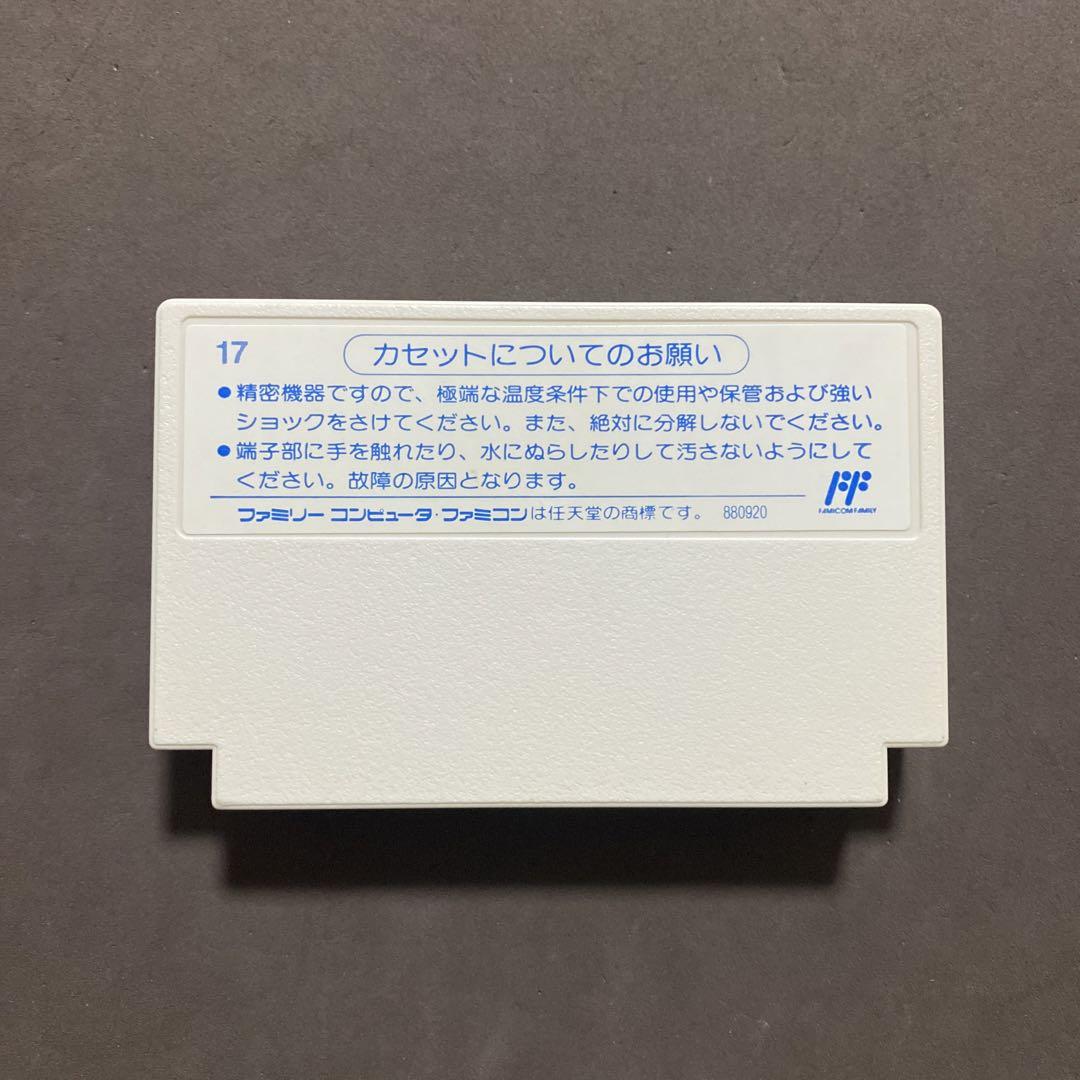 17
カセットについてのお願い
●精密機器ですので、極端な温度条件下での使用や保管および強い
ショックをさけてください。また、絶対に分解しないでください。
●端子部に手を触れたり、水にぬらしたりして汚さないようにして
ください。故障の原因となります。
FAMICOM FAMILY
ファミリーコンピュータ・ファミコンは任天堂の商標です。 880920